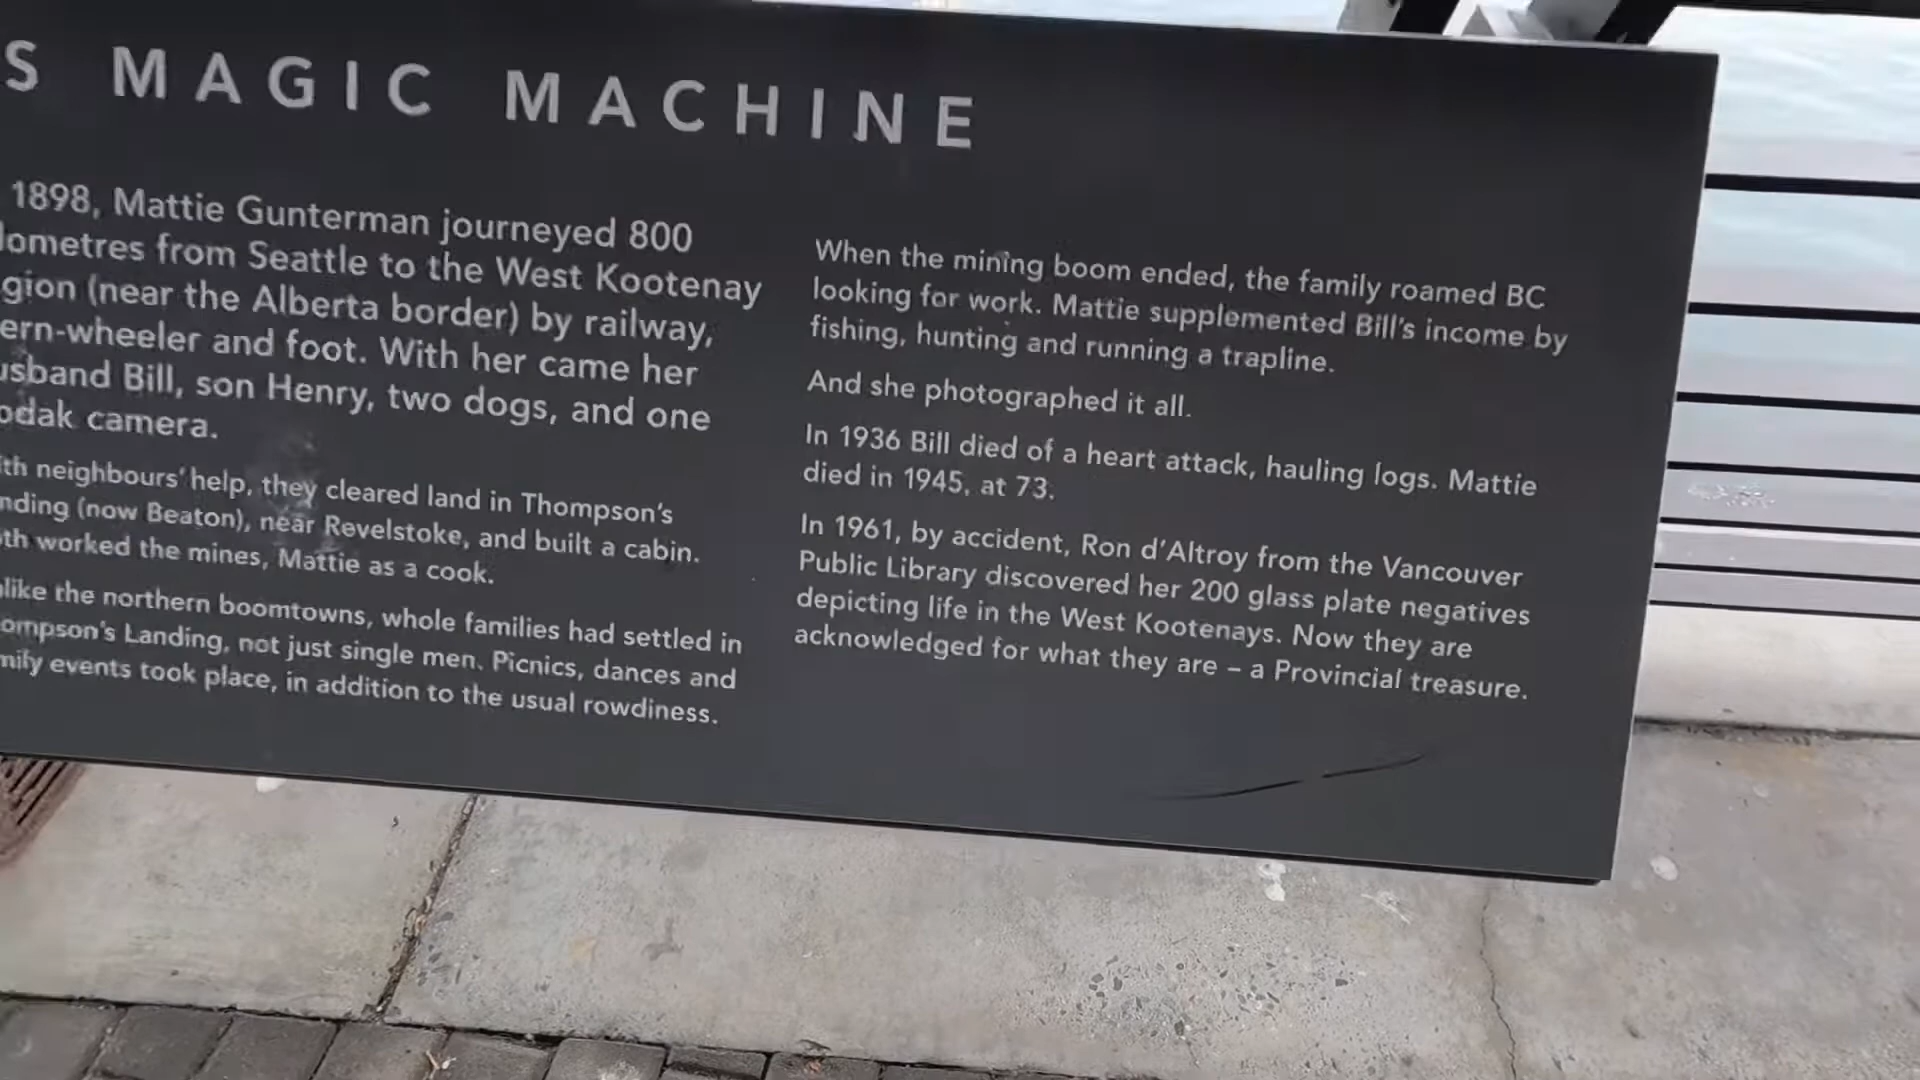 S MAGIC MACHINE
1898, Mattie Gunterman journeyed 800
lometres from Seattle to the West Kootenay
gion (near the Alberta border) by railway,
ern-wheeler and foot. With her came her
usband Bill, son Henry, two dogs, and one
odak camera.
ith neighbours' help, they cleared land in Thompson's
nding (now Beaton), near Revelstoke, and built a cabin.
th worked the mines, Mattie as a cook.
like the northern boomtowns, whole families had settled in
ompson's Landing, not just single men. Picnics, dances and
mily events took place, in addition to the usual rowdiness.
When the mining boom ended, the family roamed BC
looking for work. Mattie supplemented Bill's income by
fishing, hunting and running a trapline.
And she photographed it all.
In 1936 Bill died of a heart attack, hauling logs. Mattie
died in 1945, at 73.
In 1961, by accident, Ron d'Altroy from the Vancouver
Public Library discovered her 200 glass plate negatives
depicting life in the West Kootenays. Now they are
acknowledged for what they are – a Provincial treasure.